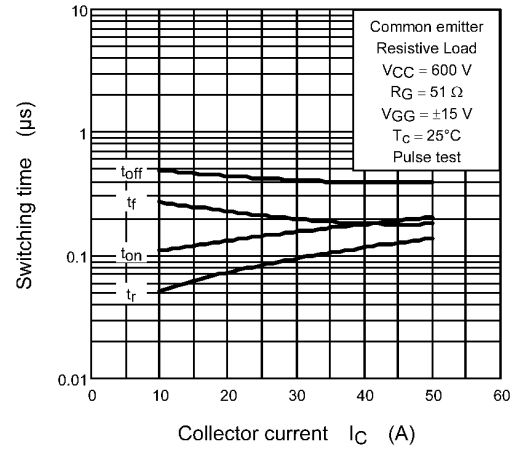 10
1
0.1
0.01
Switching time (μs)
Common emitter
Resistive Load
VCC = 600 V
RG = 51 Ω
VGG = ±15 V
TC = 25°C
Pulse test
toff
tf
ton
tr
0 10 20 30 40 50 60
Collector current IC (A)